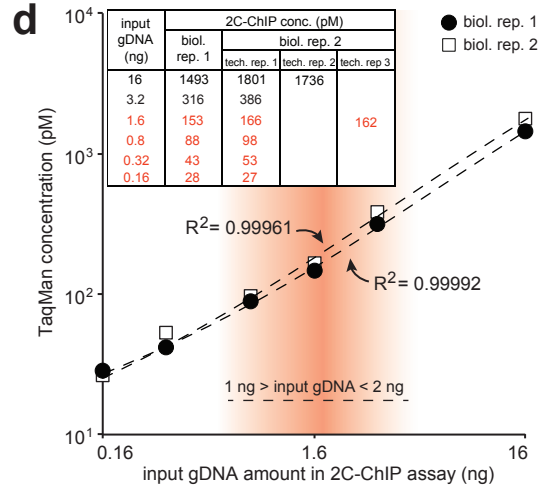 d
input gDNA (ng) 2C-ChIP conc. (pM)
biol. rep. 1 biol. rep. 2
tech. rep. 1 tech. rep. 2 tech. rep 3
16 1493 1801 1736
3.2 316 386
1.6 153 166 162
0.8 88 98
0.32 43 53
0.16 28 27
biol. rep. 1
biol. rep. 2
TaqMan concentration (pM)
10⁴
10³
10²
10¹
R²= 0.99961
R²= 0.99992
1 ng > input gDNA < 2 ng
0.16 1.6 16
input gDNA amount in 2C-ChIP assay (ng)